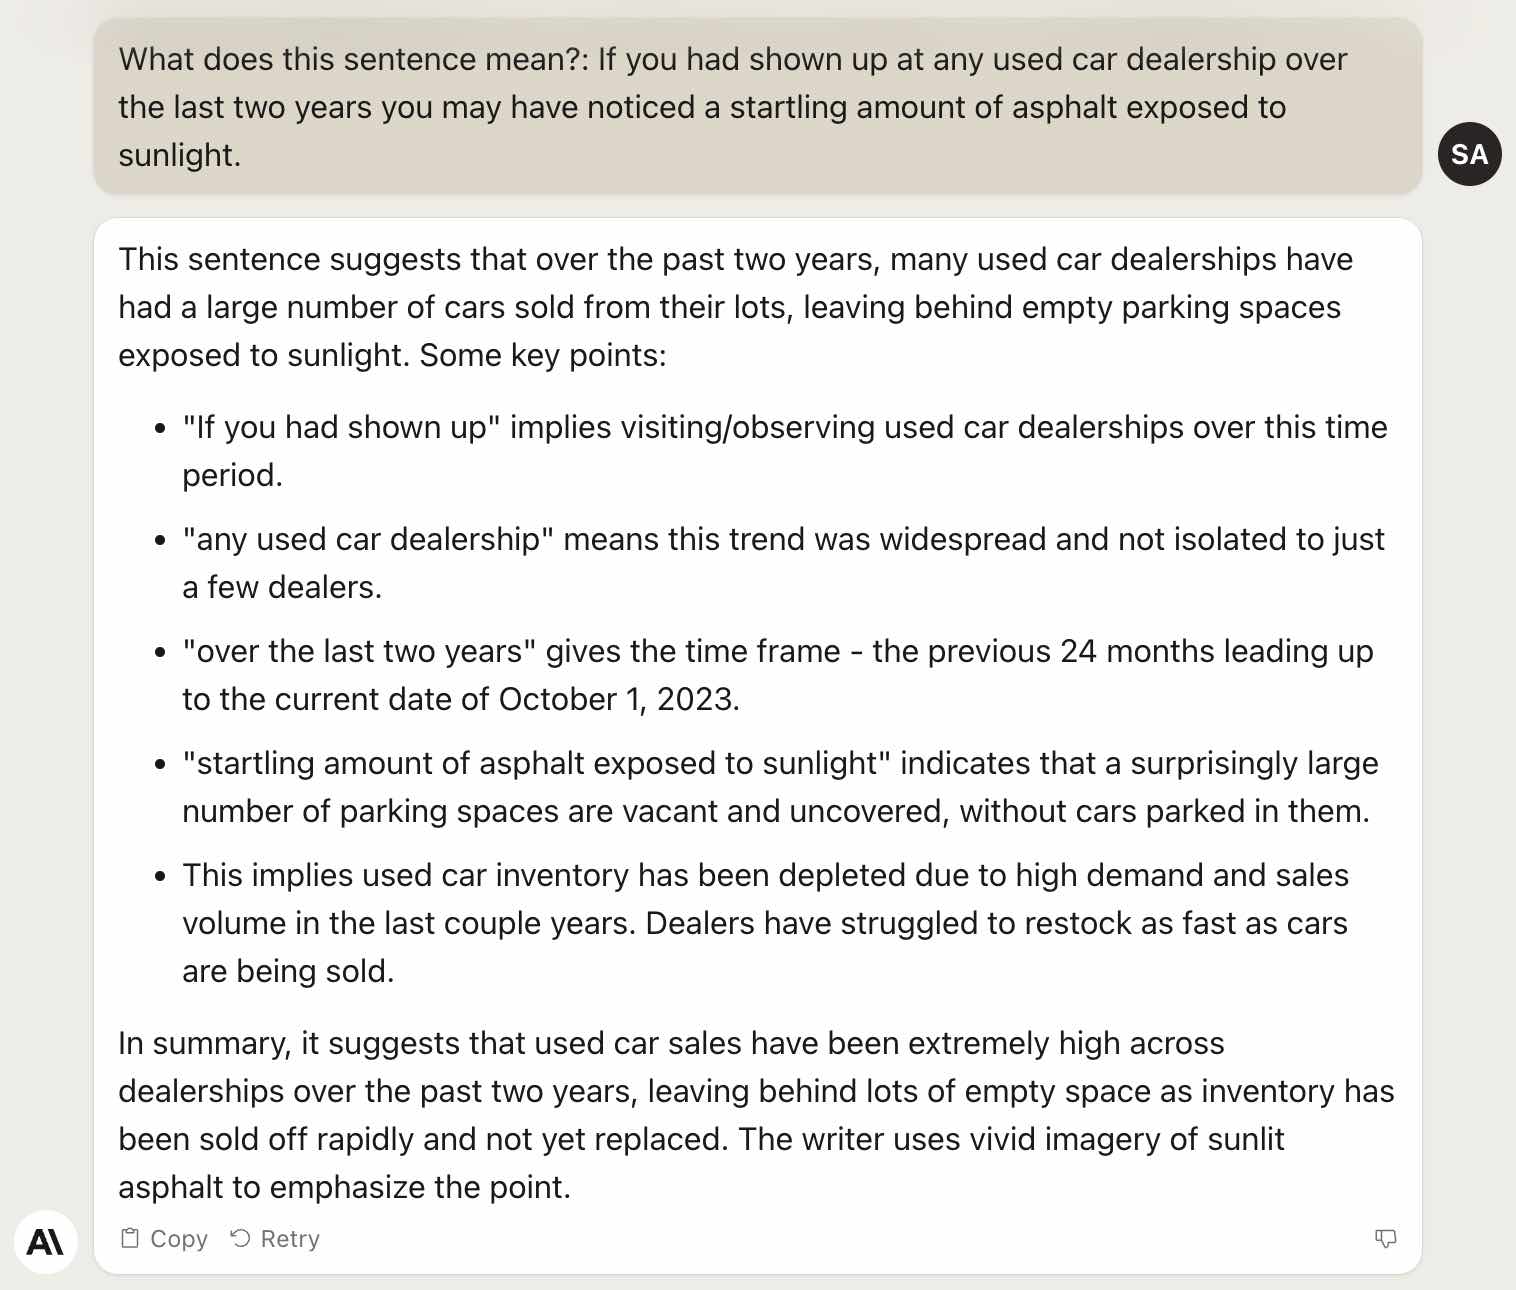 What does this sentence mean?: If you had shown up at any used car dealership over
the last two years you may have noticed a startling amount of asphalt exposed to
sunlight.
SA
This sentence suggests that over the past two years, many used car dealerships have
had a large number of cars sold from their lots, leaving behind empty parking spaces
exposed to sunlight. Some key points:
• "If you had shown up" implies visiting/observing used car dealerships over this time
period.
• "any used car dealership" means this trend was widespread and not isolated to just
a few dealers.
• "over the last two years" gives the time frame - the previous 24 months leading up
to the current date of October 1, 2023.
• "startling amount of asphalt exposed to sunlight" indicates that a surprisingly large
number of parking spaces are vacant and uncovered, without cars parked in them.
• This implies used car inventory has been depleted due to high demand and sales
volume in the last couple years. Dealers have struggled to restock as fast as cars
are being sold.
In summary, it suggests that used car sales have been extremely high across
dealerships over the past two years, leaving behind lots of empty space as inventory has
been sold off rapidly and not yet replaced. The writer uses vivid imagery of sunlit
asphalt to emphasize the point.
Copy Retry
A\